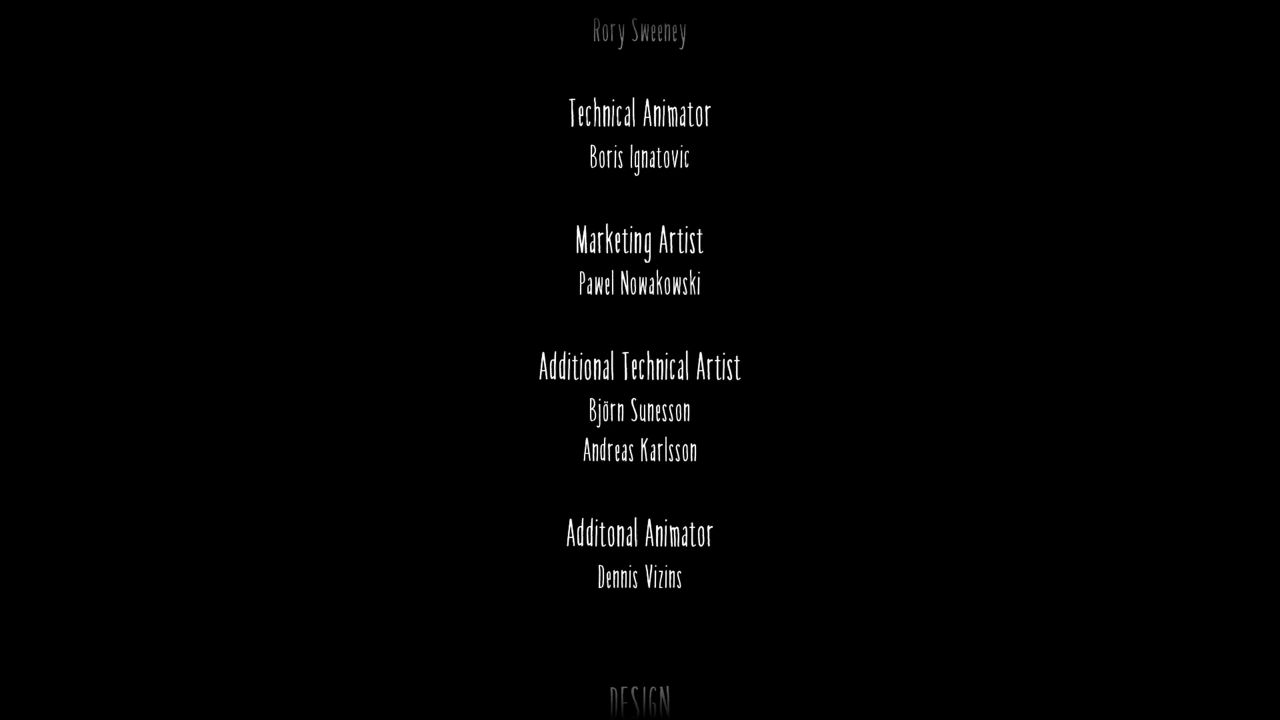 Rory Sweeney
Technical Animator
Boris Ignatovic
Marketing Artist
Pawel Nowakowski
Additional Technical Artist
Björn Sunesson
Andreas Karlsson
Additonal Animator
Dennis Vizins
DESIGN